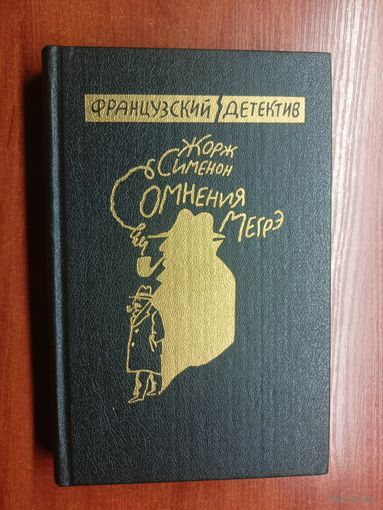 ФРАНЦУЗСКИЙ ДЕТЕКТИВ
ЖОРЖ
СИМЕНОН
СОМНЕНИЯ
МЕГРЭ